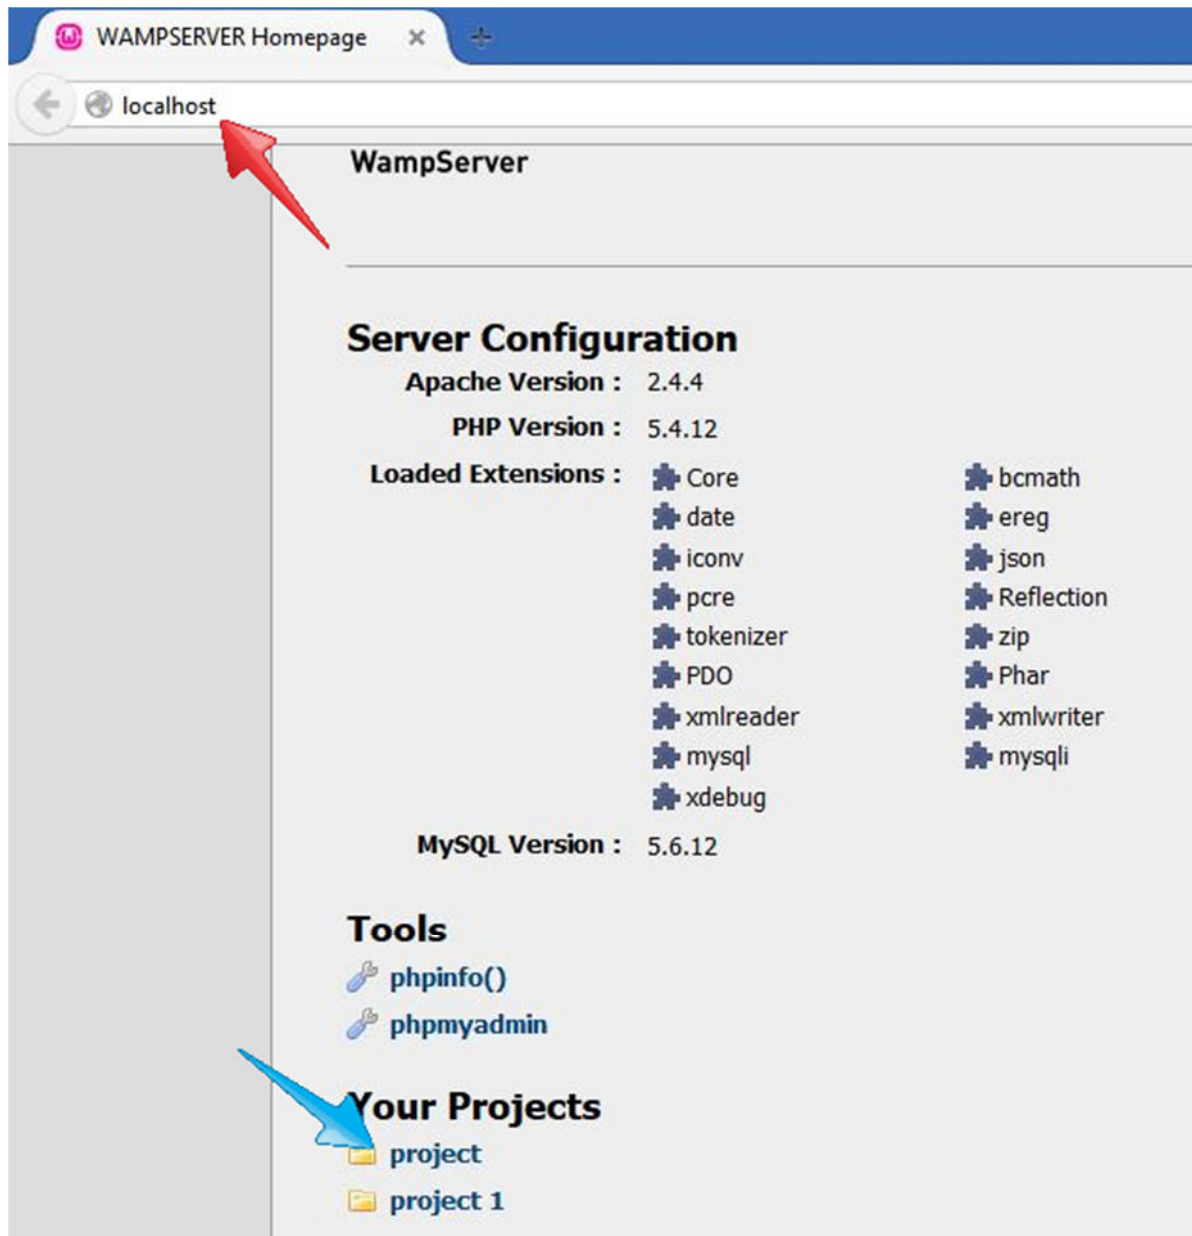 WAMPSERVER Homepage
localhost
WampServer
Server Configuration
Apache Version : 2.4.4
PHP Version : 5.4.12
Loaded Extensions : Core bcmath
date ereg
iconv json
pcre Reflection
tokenizer zip
PDO Phar
xmlreader xmlwriter
mysql mysqli
xdebug
MySQL Version : 5.6.12
Tools
phpinfo()
phpmyadmin
Your Projects
project
project 1